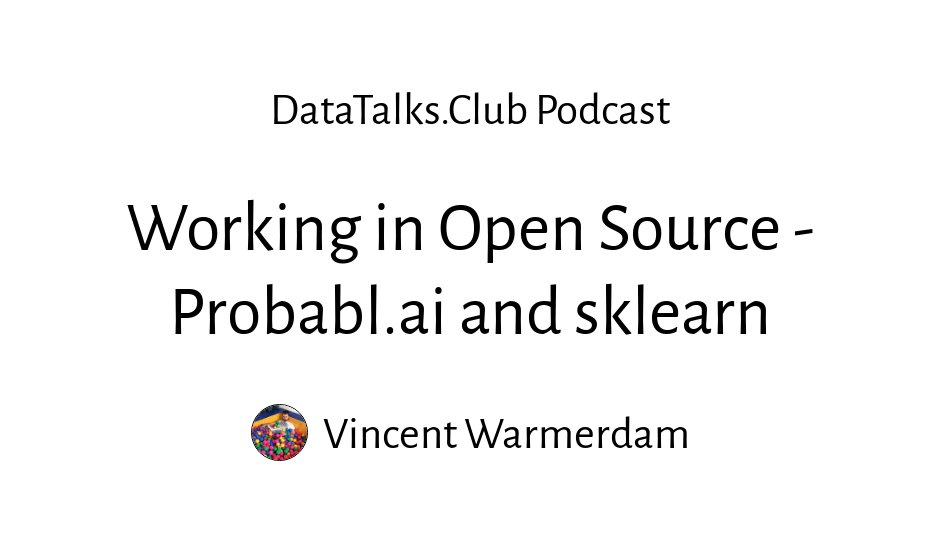 DataTalks.Club Podcast
Working in Open Source -
Probabl.ai and sklearn
Vincent Warmerdam